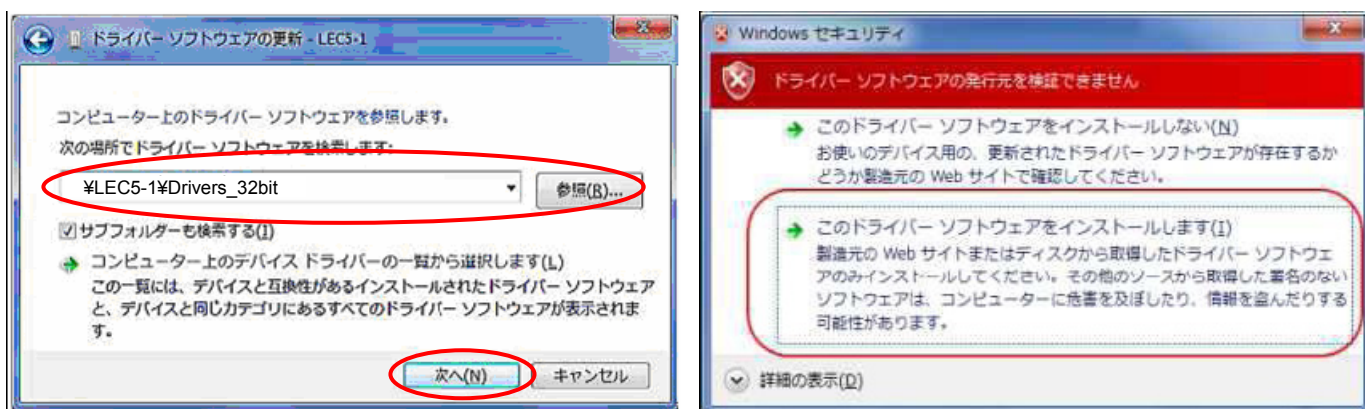 ドライバー ソフトウェアの更新 - LEC5-1
コンピューター上のドライバー ソフトウェアを参照します。
次の場所でドライバー ソフトウェアを検索します:
¥LEC5-1¥Drivers_32bit
参照(R)...
サブフォルダーも検索する(I)
コンピューター上のデバイス ドライバーの一覧から選択します(L)
この一覧には、デバイスと互換性があるインストールされたドライバー ソフトウェア
と、デバイスと同じカテゴリにあるすべてのドライバー ソフトウェアが表示されま
す。
次へ(N)
キャンセル
Windows セキュリティ
ドライバー ソフトウェアの発行元を検証できません
このドライバー ソフトウェアをインストールしない(N)
お使いのデバイス用の、更新されたドライバー ソフトウェアが存在するか
どうか製造元の Web サイトで確認してください。
このドライバー ソフトウェアをインストールします(I)
製造元の Web サイトまたはディスクから取得したドライバー ソフトウェ
アのみインストールしてください。その他のソースから取得した署名のない
ソフトウェアは、コンピューターに危害を及ぼしたり、情報を盗んだりする
可能性があります。
詳細の表示(D)